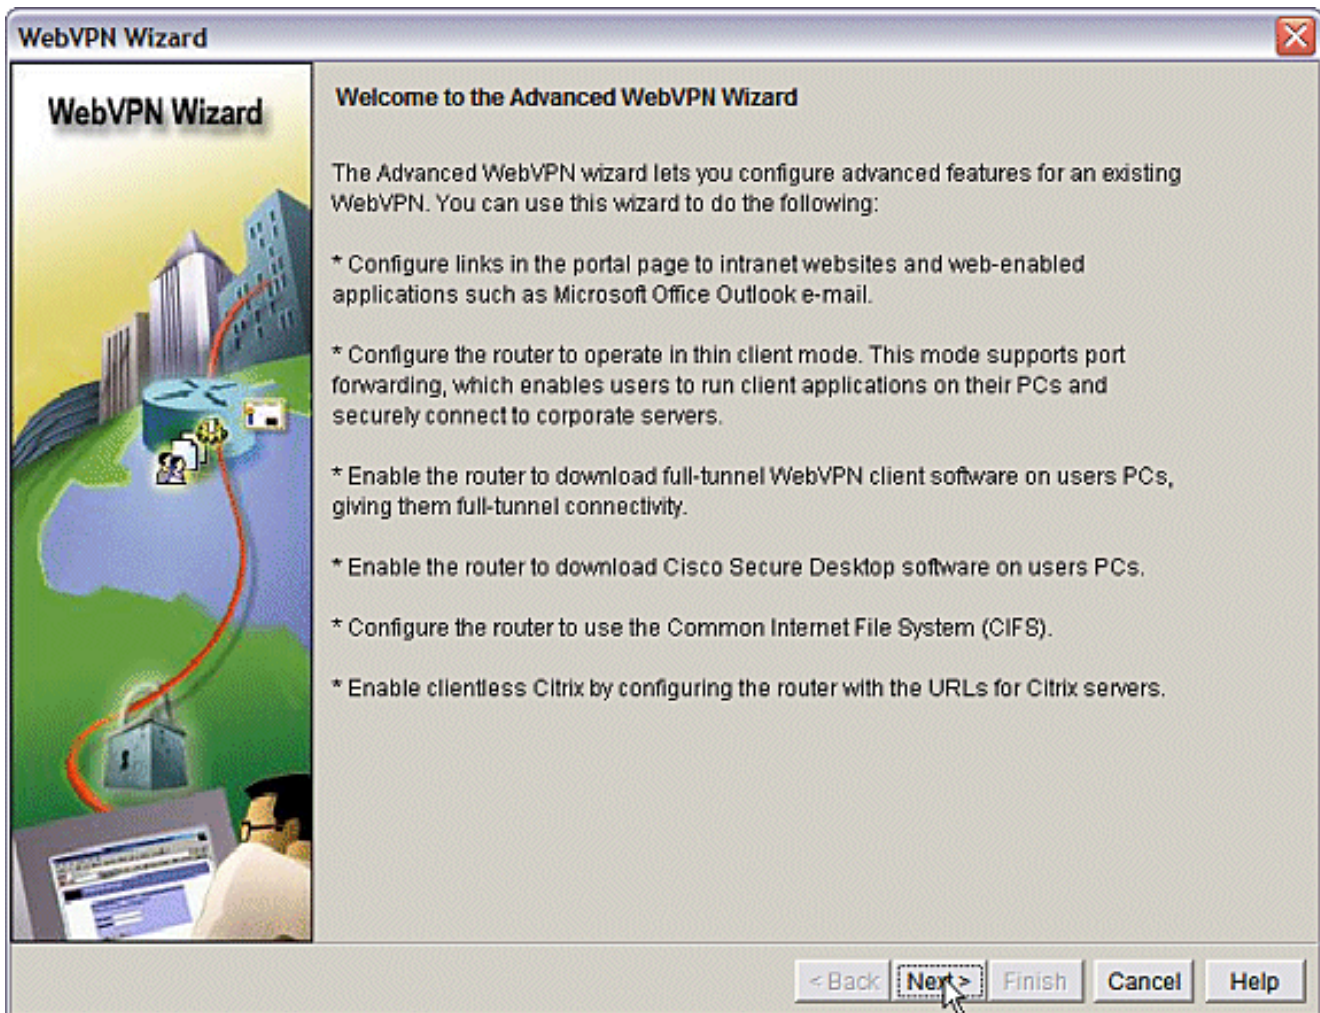 WebVPN Wizard
WebVPN Wizard
Welcome to the Advanced WebVPN Wizard
The Advanced WebVPN wizard lets you configure advanced features for an existing
WebVPN. You can use this wizard to do the following:
* Configure links in the portal page to intranet websites and web-enabled
applications such as Microsoft Office Outlook e-mail.
* Configure the router to operate in thin client mode. This mode supports port
forwarding, which enables users to run client applications on their PCs and
securely connect to corporate servers.
* Enable the router to download full-tunnel WebVPN client software on users PCs,
giving them full-tunnel connectivity.
* Enable the router to download Cisco Secure Desktop software on users PCs.
* Configure the router to use the Common Internet File System (CIFS).
* Enable clientless Citrix by configuring the router with the URLs for Citrix servers.
< Back Next > Finish Cancel Help